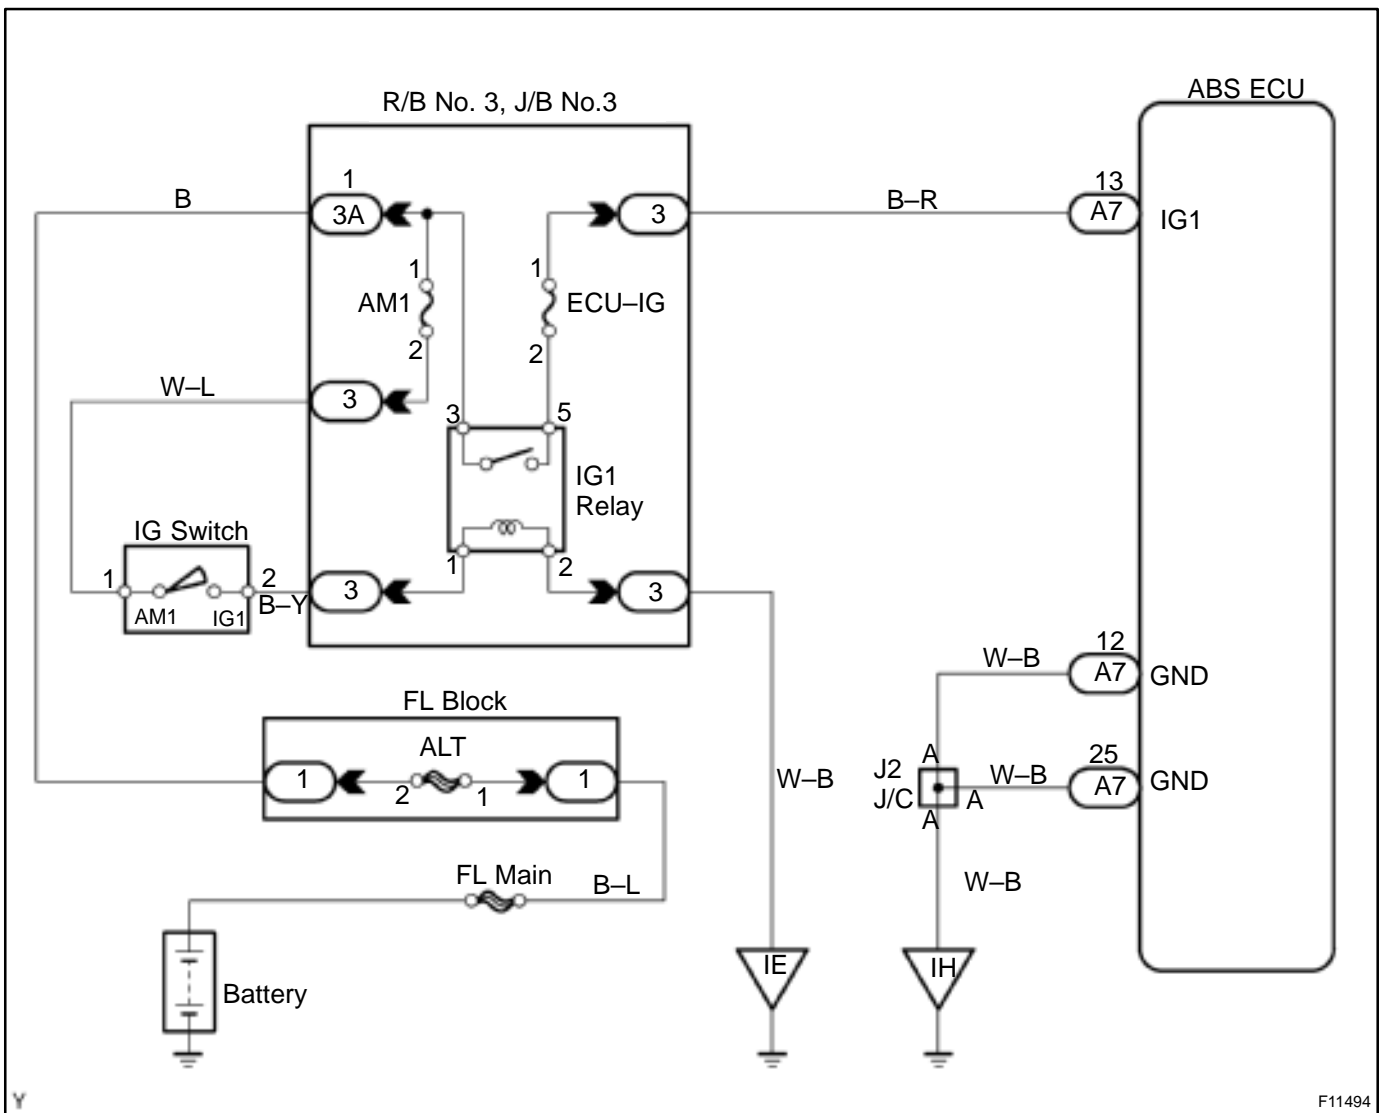 ABS ECU
R/B No. 3, J/B No.3
1
13
B
3A
3
B–R
A7
IG1
1
1
AM1
ECU–IG
2
2
W–L
3
3
5
IG1
Relay
IG Switch
1
2
1
2
3
3
AM1
IG1
B–Y
12
W–B
A7
GND
FL Block
ALT
A
25
1
2
1
1
W–B
J2
J/C
W–B
A7
GND
A
A
FL Main
B–L
W–B
IE
IH
Battery
Y
F11494